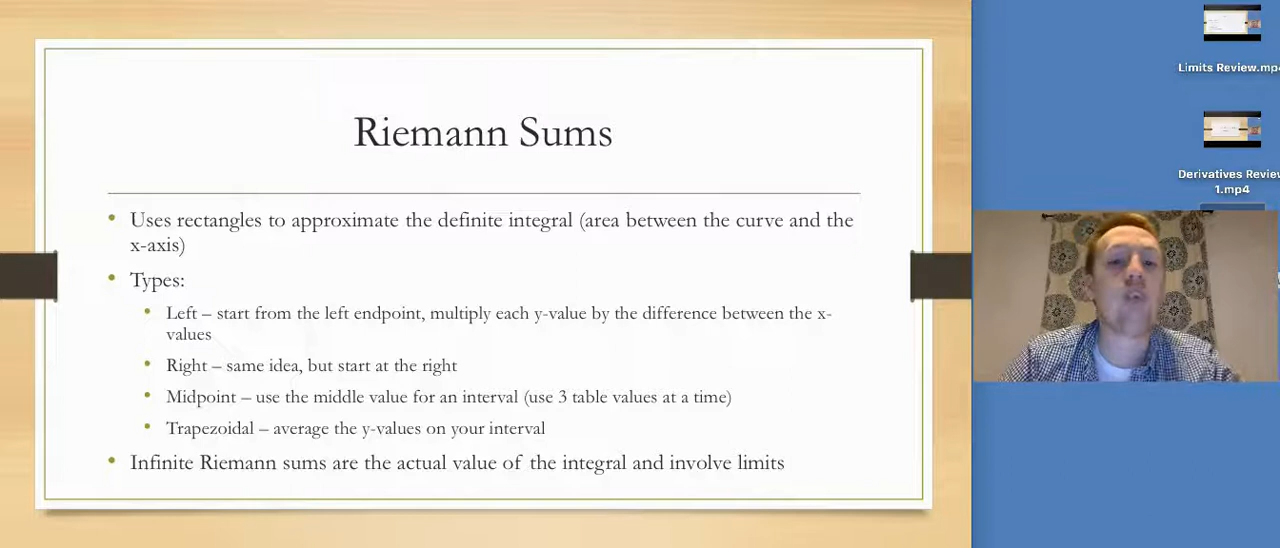 Riemann Sums
• Uses rectangles to approximate the definite integral (area between the curve and the
x-axis)
• Types:
• Left – start from the left endpoint, multiply each y-value by the difference between the x-
values
• Right – same idea, but start at the right
• Midpoint – use the middle value for an interval (use 3 table values at a time)
• Trapezoidal – average the y-values on your interval
• Infinite Riemann sums are the actual value of the integral and involve limits
Limits Review.mp4
Derivatives Review
1.mp4